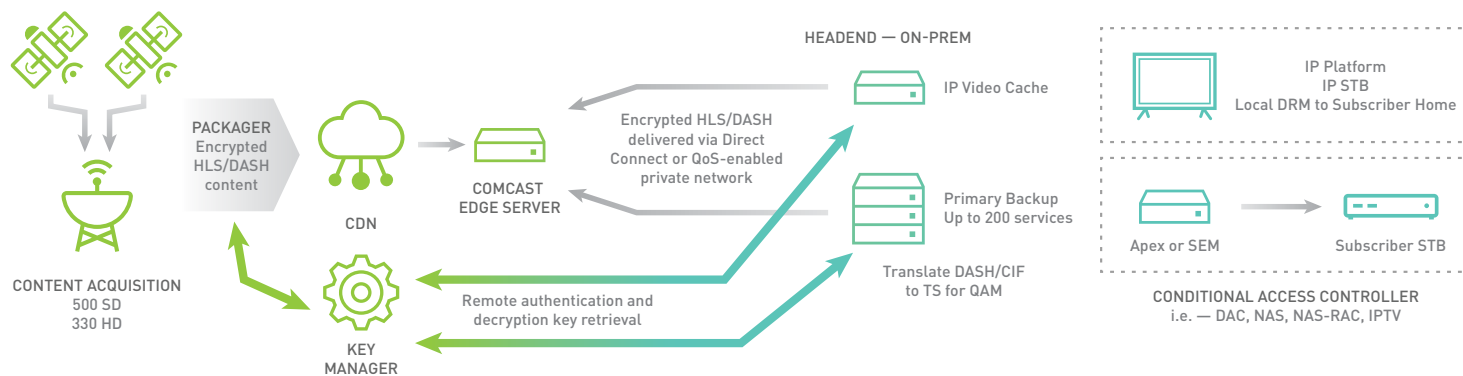 CONTENT ACQUISITION
500 SD
330 HD
PACKAGER
Encrypted
HLS/DASH
content
CDN
KEY
MANAGER
COMCAST
EDGE SERVER
Encrypted HLS/DASH
delivered via Direct
Connect or QoS-enabled
private network
Remote authentication and
decryption key retrieval
HEADEND — ON-PREM
IP Video Cache
Primary Backup
Up to 200 services
Translate DASH/CIF
to TS for QAM
IP Platform
IP STB
Local DRM to Subscriber Home
Apex or SEM
Subscriber STB
CONDITIONAL ACCESS CONTROLLER
i.e. — DAC, NAS, NAS-RAC, IPTV